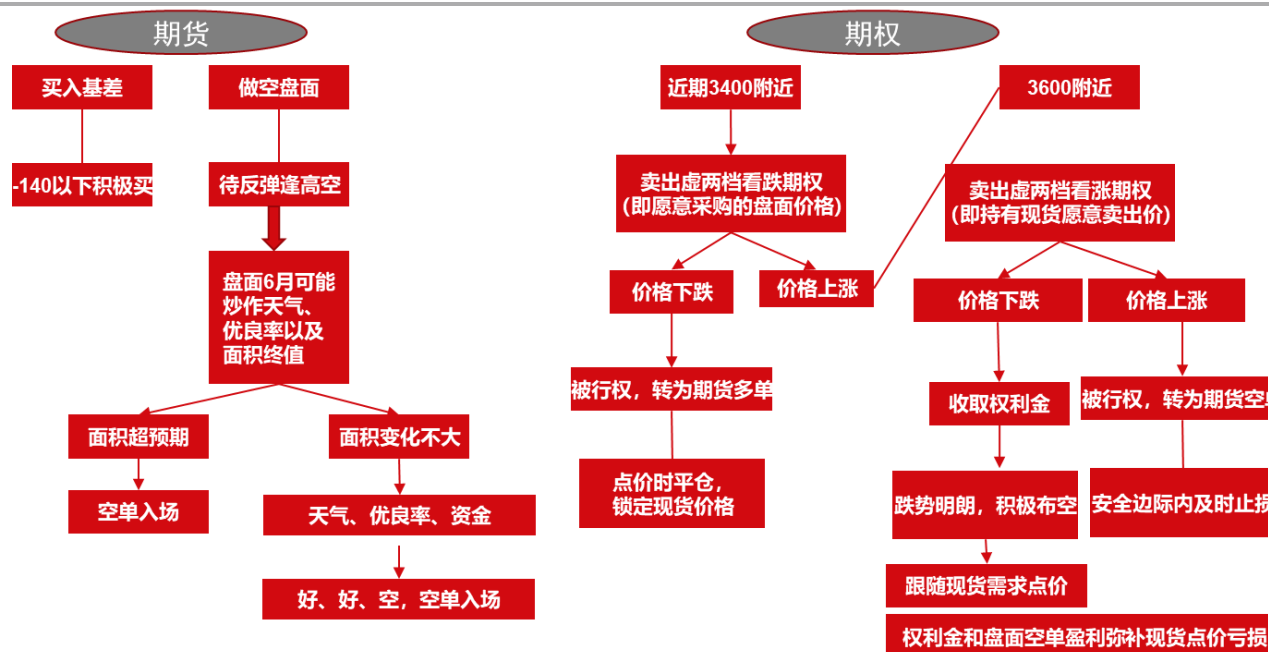 期货
买入基差
做空盘面
-140以下积极买
待反弹逢高空
盘面6月可能
炒作天气、
优良率以及
面积终值
面积超预期
面积变化不大
空单入场
天气、优良率、资金
好、好、空，空单入场
期权
近期3400附近
3600附近
卖出虚两档看跌期权
（即愿意采购的盘面价格）
卖出虚两档看涨期权
（即持有现货愿意卖出价）
价格下跌
价格上涨
价格下跌
价格上涨
被行权，转为期货多单
收取权利金
被行权，转为期货空单
点价时平仓，
锁定现货价格
跌势明朗，积极布空
安全边际内及时止损
跟随现货需求点价
权利金和盘面空单盈利弥补现货点价亏损